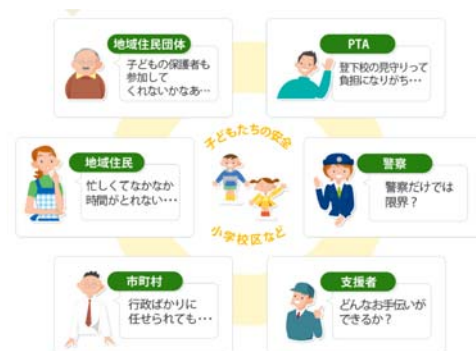 地域住民団体
子どもの保護者も
参加して
くれないかなあ…
PTA
登下校の見守りって
負担になりがち・・・
地域住民
忙しくてなかなか
時間がとれない・・・
子どもたちの安全
小学校区など
警察
警察だけでは
限界？
市町村
行政ばかりに
任せられても・・・
支援者
どんなお手伝いが
できるか？